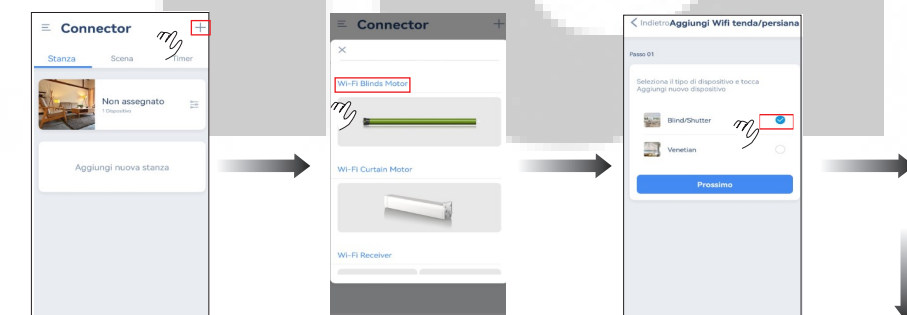 Connector
Stanza Scena Timer
Non assegnato
1 Dispositivo
Aggiungi nuova stanza
Connector
Wi-Fi Blinds Motor
Wi-Fi Curtain Motor
Wi-Fi Receiver
Indietro Aggiungi Wifi tenda/persiana
Passo 01
Seleziona il tipo di dispositivo e tocca
Aggiungi nuovo dispositivo
Blind/Shutter
Venetian
Prossimo